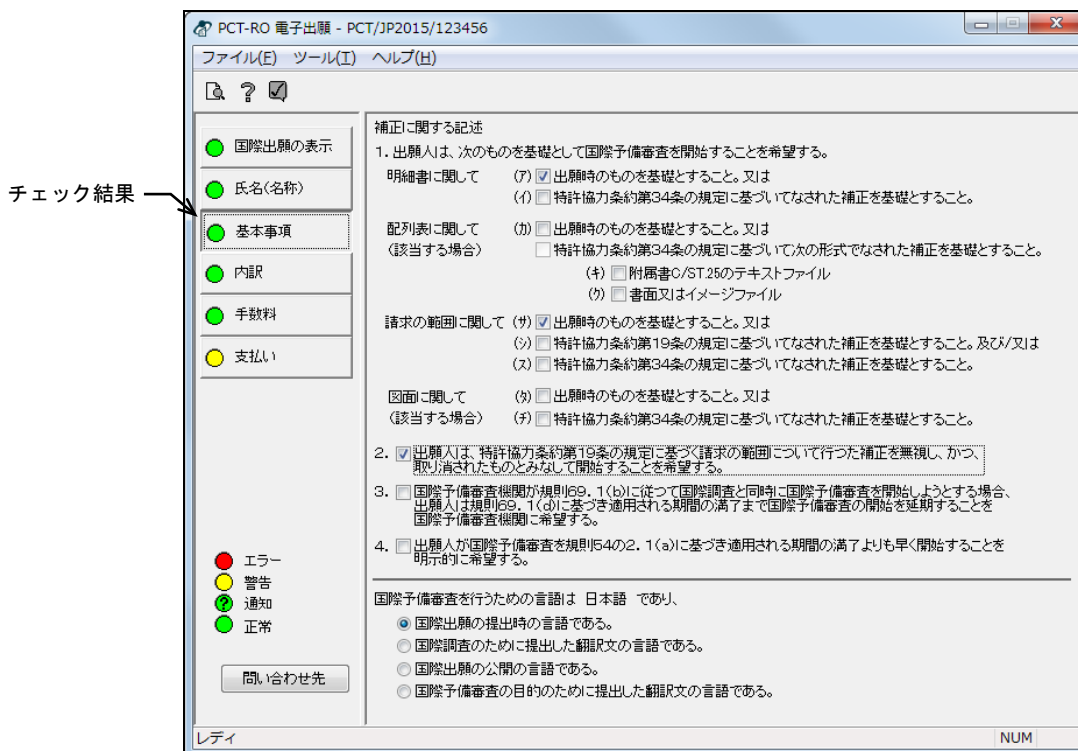 PCT-RO 電子出願 - PCT/JP2015/123456
ファイル(F) ツール(T) ヘルプ(H)
チェック結果
国際出願の表示
氏名(名称)
基本事項
内訳
手数料
支払い
エラー
警告
通知
正常
問い合わせ先
補正に関する記述
1. 出願人は、次のものを基礎として国際予備審査を開始することを希望する。
明細書に関して (ア) 出願時のものを基礎とすること。又は
(イ) 特許協力条約第34条の規定に基づいてなされた補正を基礎とすること。
配列表に関して (カ) 出願時のものを基礎とすること。又は
(該当する場合) 特許協力条約第34条の規定に基づいて次の形式でなされた補正を基礎とすること。
(キ) 附属書C/ST.25のテキストファイル
(ク) 書面又はイメージファイル
請求の範囲に関して (サ) 出願時のものを基礎とすること。又は
(シ) 特許協力条約第19条の規定に基づいてなされた補正を基礎とすること。及び/又は
(ス) 特許協力条約第34条の規定に基づいてなされた補正を基礎とすること。
図面に関して (タ) 出願時のものを基礎とすること。又は
(該当する場合) (チ) 特許協力条約第34条の規定に基づいてなされた補正を基礎とすること。
2. 出願人は、特許協力条約第19条の規定に基づく請求の範囲について行つた補正を無視し、かつ、
取り消されたものとみなして開始することを希望する。
3. 国際予備審査機関が規則69. 1(b)に従つて国際調査と同時に国際予備審査を開始しようとする場合、
出願人は規則69. 1(d)に基づき適用される期間の満了まで国際予備審査の開始を延期することを
国際予備審査機関に希望する。
4. 出願人が国際予備審査を規則54の2. 1(a)に基づき適用される期間の満了よりも早く開始することを
明示的に希望する。
国際予備審査を行うための言語は 日本語 であり、
国際出願の提出時の言語である。
国際調査のために提出した翻訳文の言語である。
国際出願の公開の言語である。
国際予備審査の目的のために提出した翻訳文の言語である。
レディ NUM